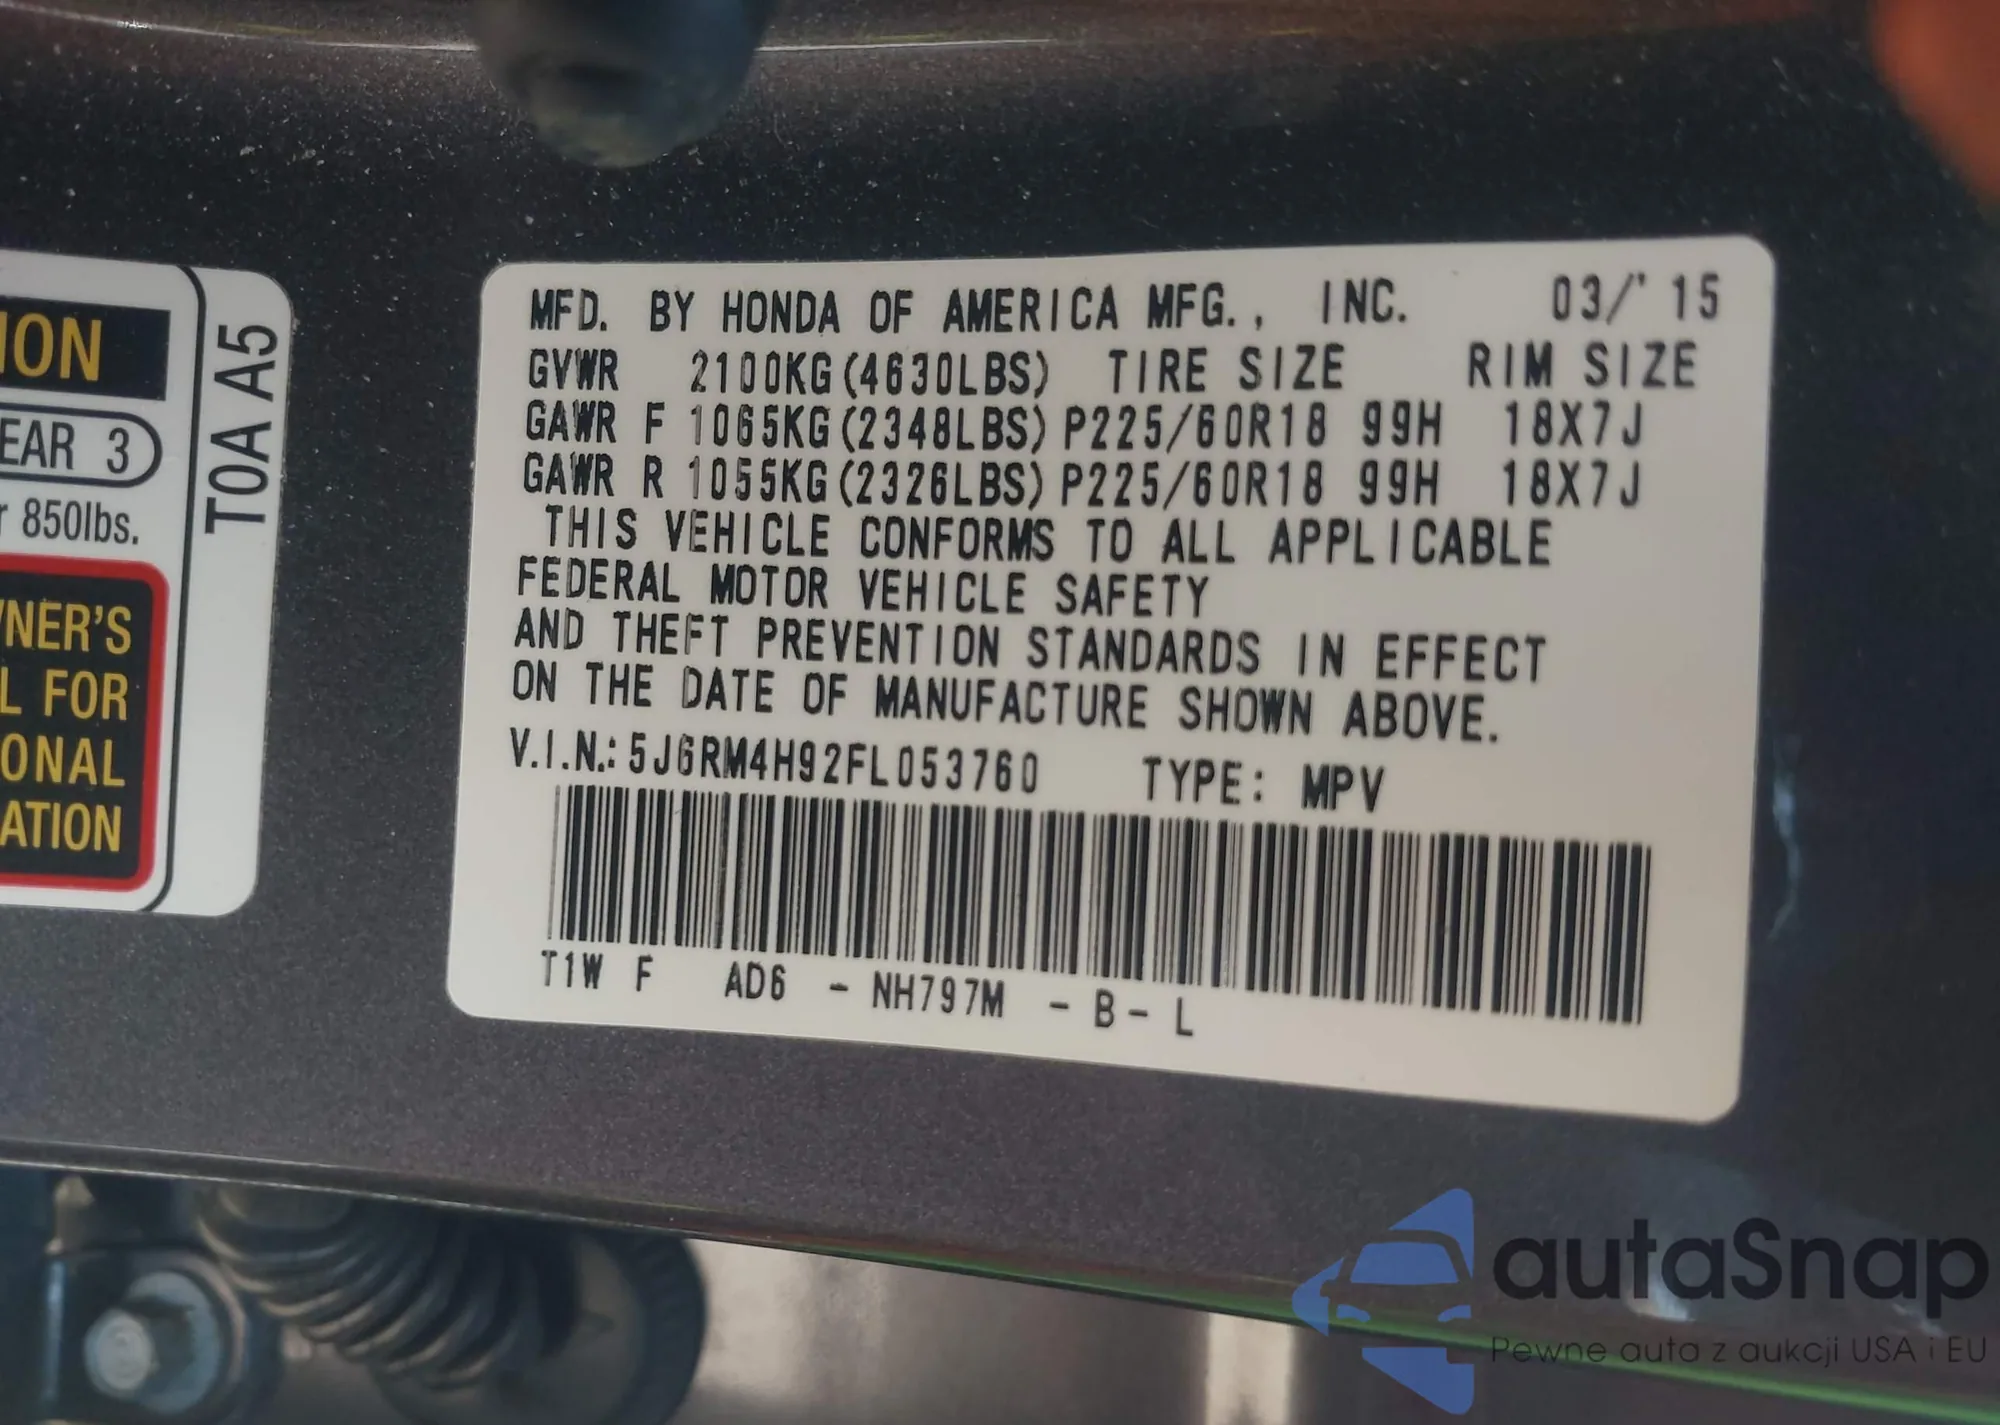 ION
EAR 3
r 850lbs.
NER'S
L FOR
ONAL
ATION
T0A A5
MFD. BY HONDA OF AMERICA MFG., INC. 03/'15
GVWR 2100KG(4630LBS) TIRE SIZE RIM SIZE
GAWR F 1065KG(2348LBS) P225/60R18 99H 18X7J
GAWR R 1055KG(2326LBS) P225/60R18 99H 18X7J
THIS VEHICLE CONFORMS TO ALL APPLICABLE
FEDERAL MOTOR VEHICLE SAFETY
AND THEFT PREVENTION STANDARDS IN EFFECT
ON THE DATE OF MANUFACTURE SHOWN ABOVE.
V.I.N.: 5J6RM4H92FL053760 TYPE: MPV
T1W F AD6 - NH797M - B - L
autaSnap
Pewne auta z aukcji USA i EU